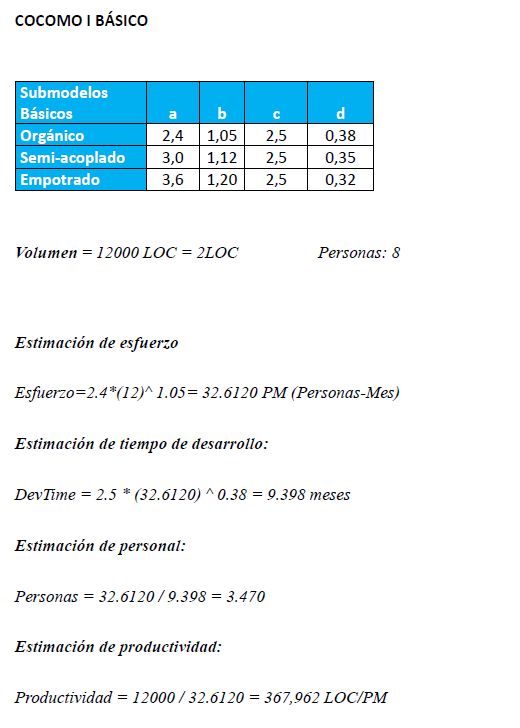 COCOMO I BÁSICO
Submodelos
Básicos a b c d
Orgánico 2,4 1,05 2,5 0,38
Semi-acoplado 3,0 1,12 2,5 0,35
Empotrado 3,6 1,20 2,5 0,32
Volumen = 12000 LOC = 2LOC Personas: 8
Estimación de esfuerzo
Esfuerzo=2.4*(12)^ 1.05= 32.6120 PM (Personas-Mes)
Estimación de tiempo de desarrollo:
DevTime = 2.5 * (32.6120) ^ 0.38 = 9.398 meses
Estimación de personal:
Personas = 32.6120 / 9.398 = 3.470
Estimación de productividad:
Productividad = 12000 / 32.6120 = 367,962 LOC/PM